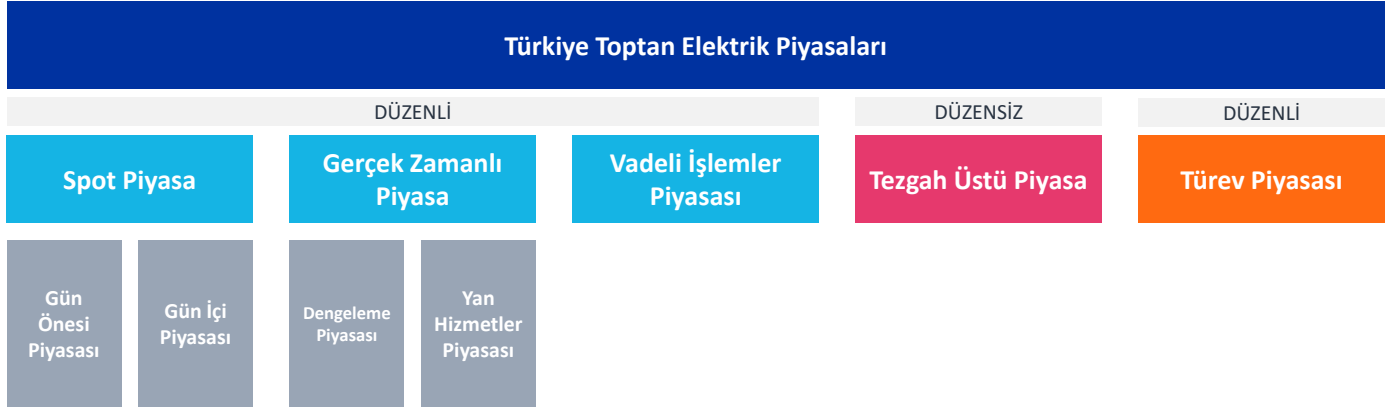 Türkiye Toptan Elektrik Piyasaları
DÜZENLİ
DÜZENSİZ
DÜZENLİ
Spot Piyasa
Gerçek Zamanlı
Piyasa
Vadeli İşlemler
Piyasası
Tezgah Üstü Piyasa
Türev Piyasası
Gün
Önesi
Piyasası
Gün İçi
Piyasası
Dengeleme
Piyasası
Yan
Hizmetler
Piyasası